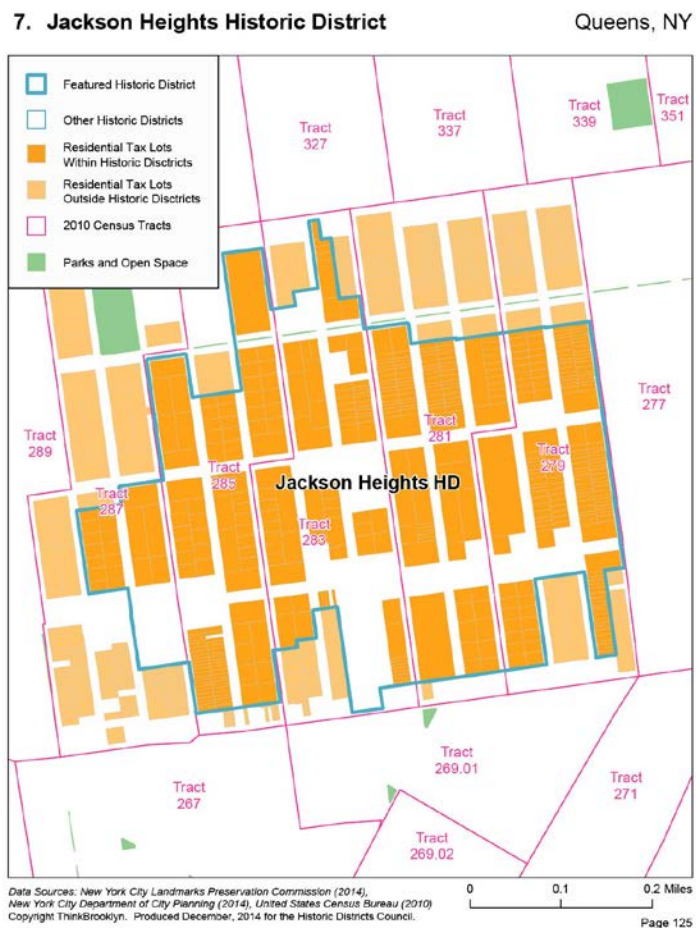 7. Jackson Heights Historic District
Queens, NY
Featured Historic District
Other Historic Districts
Residential Tax Lots
Within Historic Discticts
Residential Tax Lots
Outside Historic Disctricts
2010 Census Tracts
Parks and Open Space
Tract
327
Tract
337
Tract
339
Tract
351
Tract
277
Tract
289
Tract
281
Tract
285
Tract
279
Tract
287
Jackson Heights HD
Tract
283
Tract
267
Tract
269.01
Tract
271
Tract
269.02
Data Sources: New York City Landmarks Preservation Commission (2014),
New York City Department of City Planning (2014), United States Census Bureau (2010)
Copyright ThinkBrooklyn. Produced December, 2014 for the Historic Districts Council.
0 0.1 0.2 Miles
Page 125